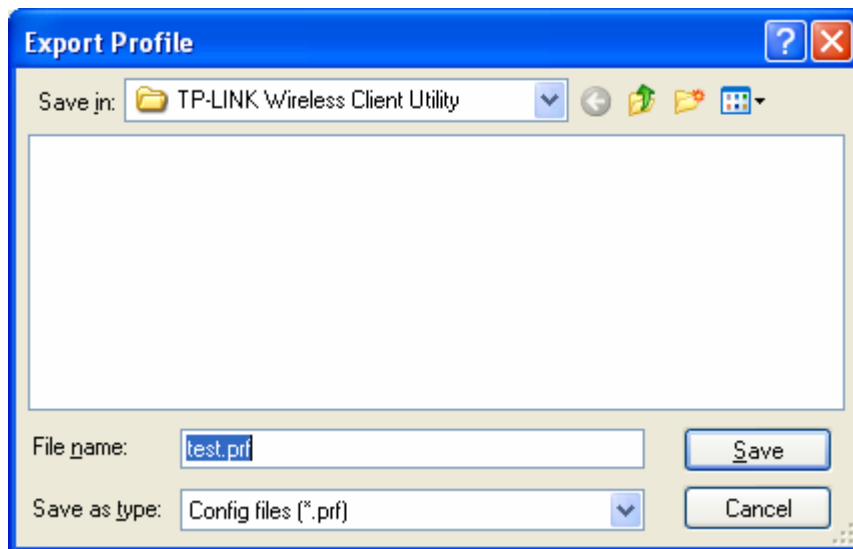 Export Profile
Save in: TP-LINK Wireless Client Utility
File name: test.prf
Save
Save as type: Config files (*.prf)
Cancel